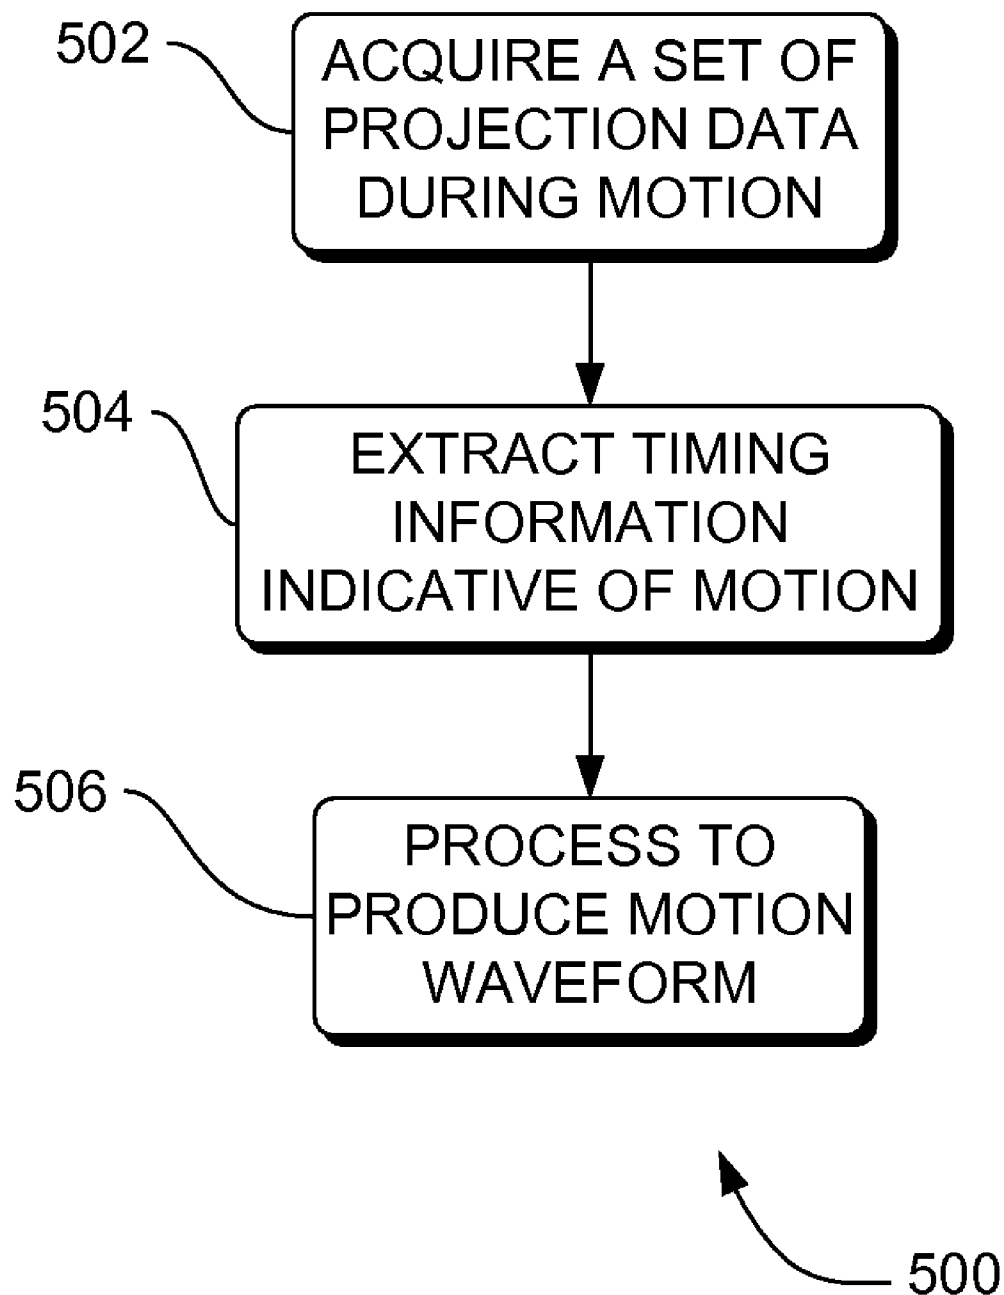 502
ACQUIRE A SET OF
PROJECTION DATA
DURING MOTION
504
EXTRACT TIMING
INFORMATION
INDICATIVE OF MOTION
506
PROCESS TO
PRODUCE MOTION
WAVEFORM
500